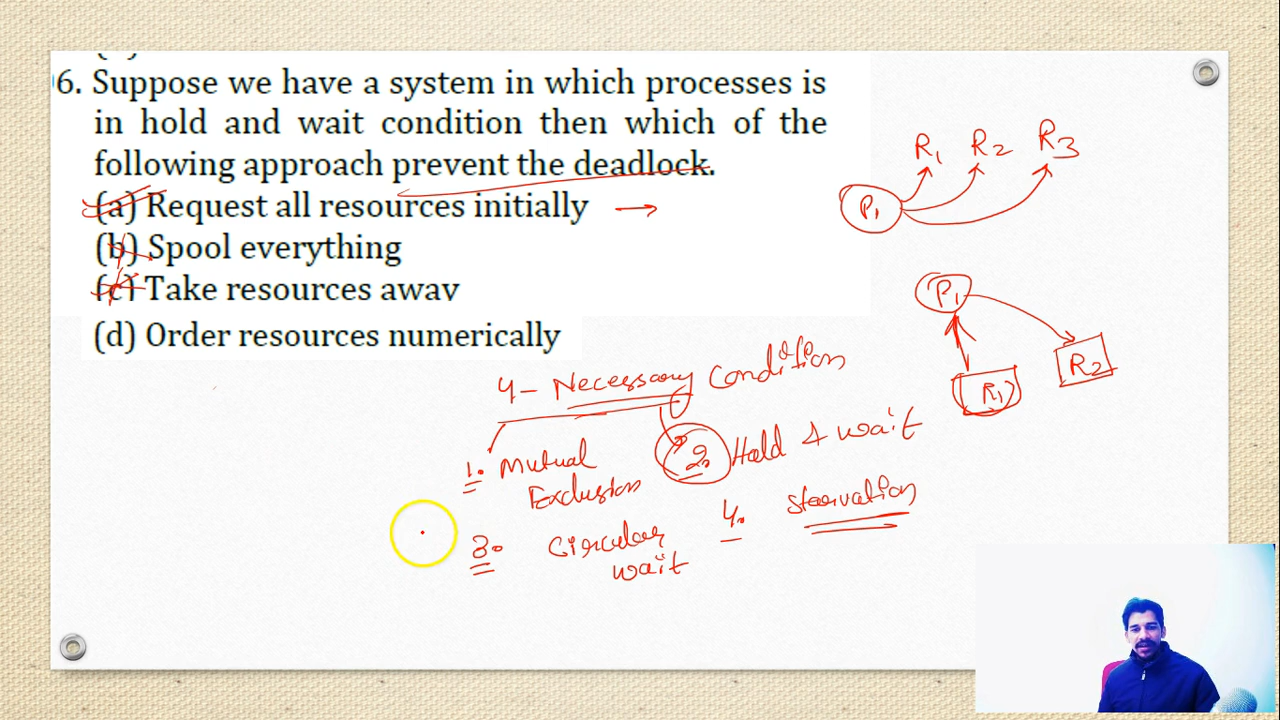 06. Suppose we have a system in which processes is
in hold and wait condition then which of the
following approach prevent the deadlock.
(a) Request all resources initially
(b) Spool everything
(c) Take resources away
(d) Order resources numerically
R1 R2 R3
P1
P1
R1 R2
4- Necessary Condition
1. Mutual Exclusion
2. Hold & wait
3. Circular wait
4. starvation